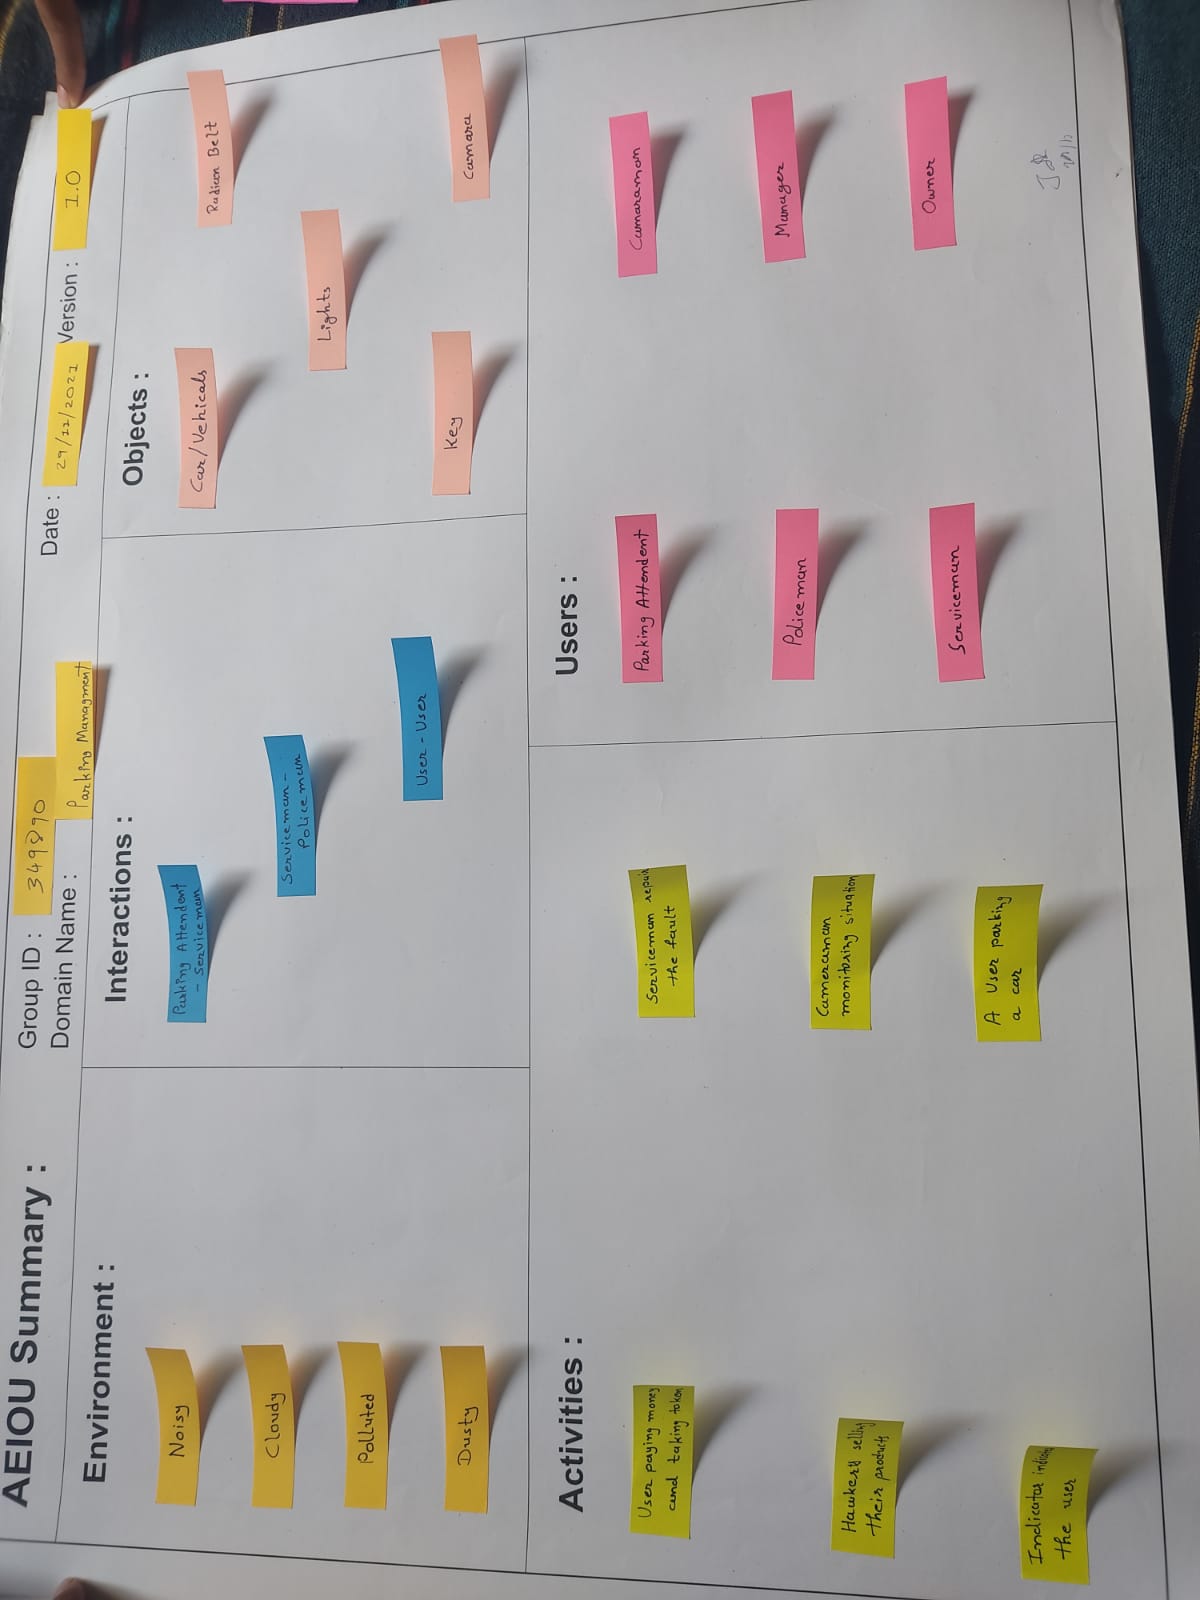 AEIOU Summary :
Group ID : 349890
Domain Name : Parking Managment
Date : 29/11/2021
Version : 1.0
Environment :
Noisy
Cloudy
Polluted
Dusty
Interactions :
Parking Attendent
- Serviceman
Serviceman -
Policeman
User - User
Objects :
Car/Vehicals
Radium Belt
Lights
Key
Camara
Activities :
User paying money
and taking token
Serviceman repair
the fault
Hawkers selling
their products
Cameraman
monitoring situation
Indicator
the user
A User parking
a car
Users :
Parking Attendent
Camaraman
Policeman
Manager
Serviceman
Owner